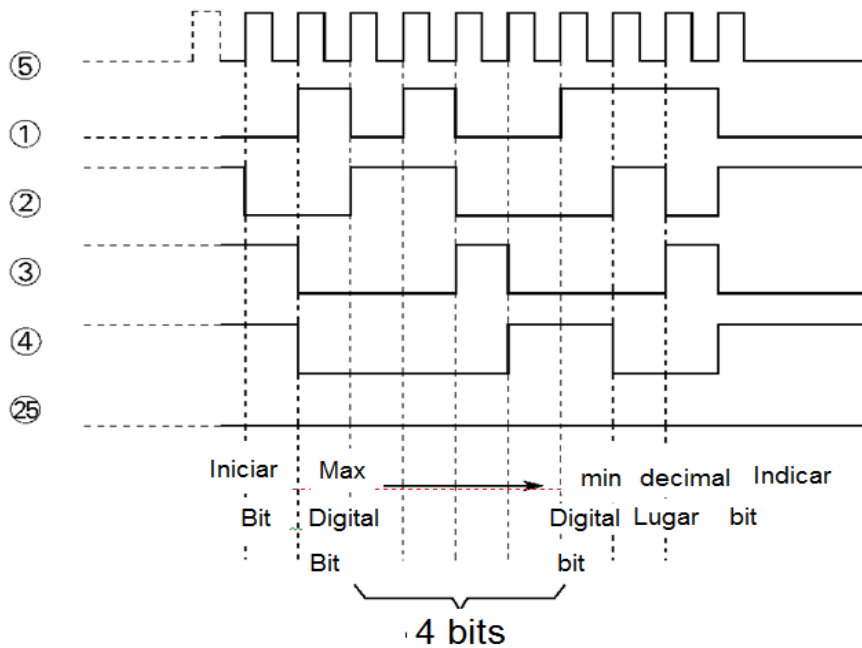 ⑤
①
②
③
④
㉕
Iniciar Max min decimal Indicar
Bit Digital Digital Lugar bit
Bit bit
4 bits